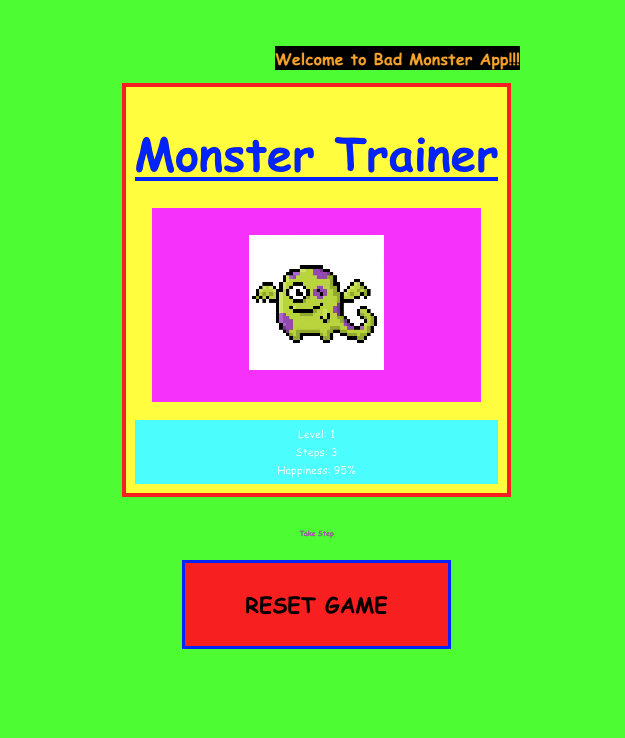 Welcome to Bad Monster App!!!
Monster Trainer
Level: 1
Steps: 3
Happiness: 95%
Take Step
RESET GAME